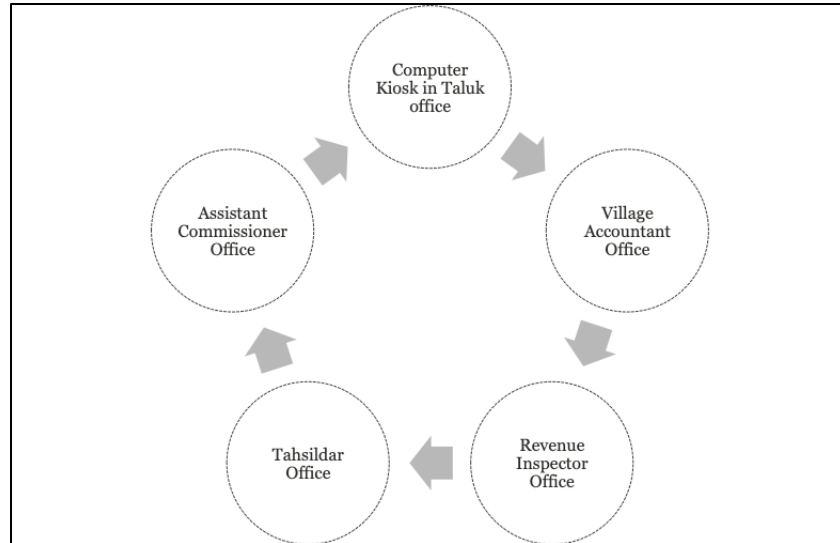 Computer
Kiosk in Taluk
office
Village
Accountant
Office
Revenue
Inspector
Office
Tahsildar
Office
Assistant
Commissioner
Office